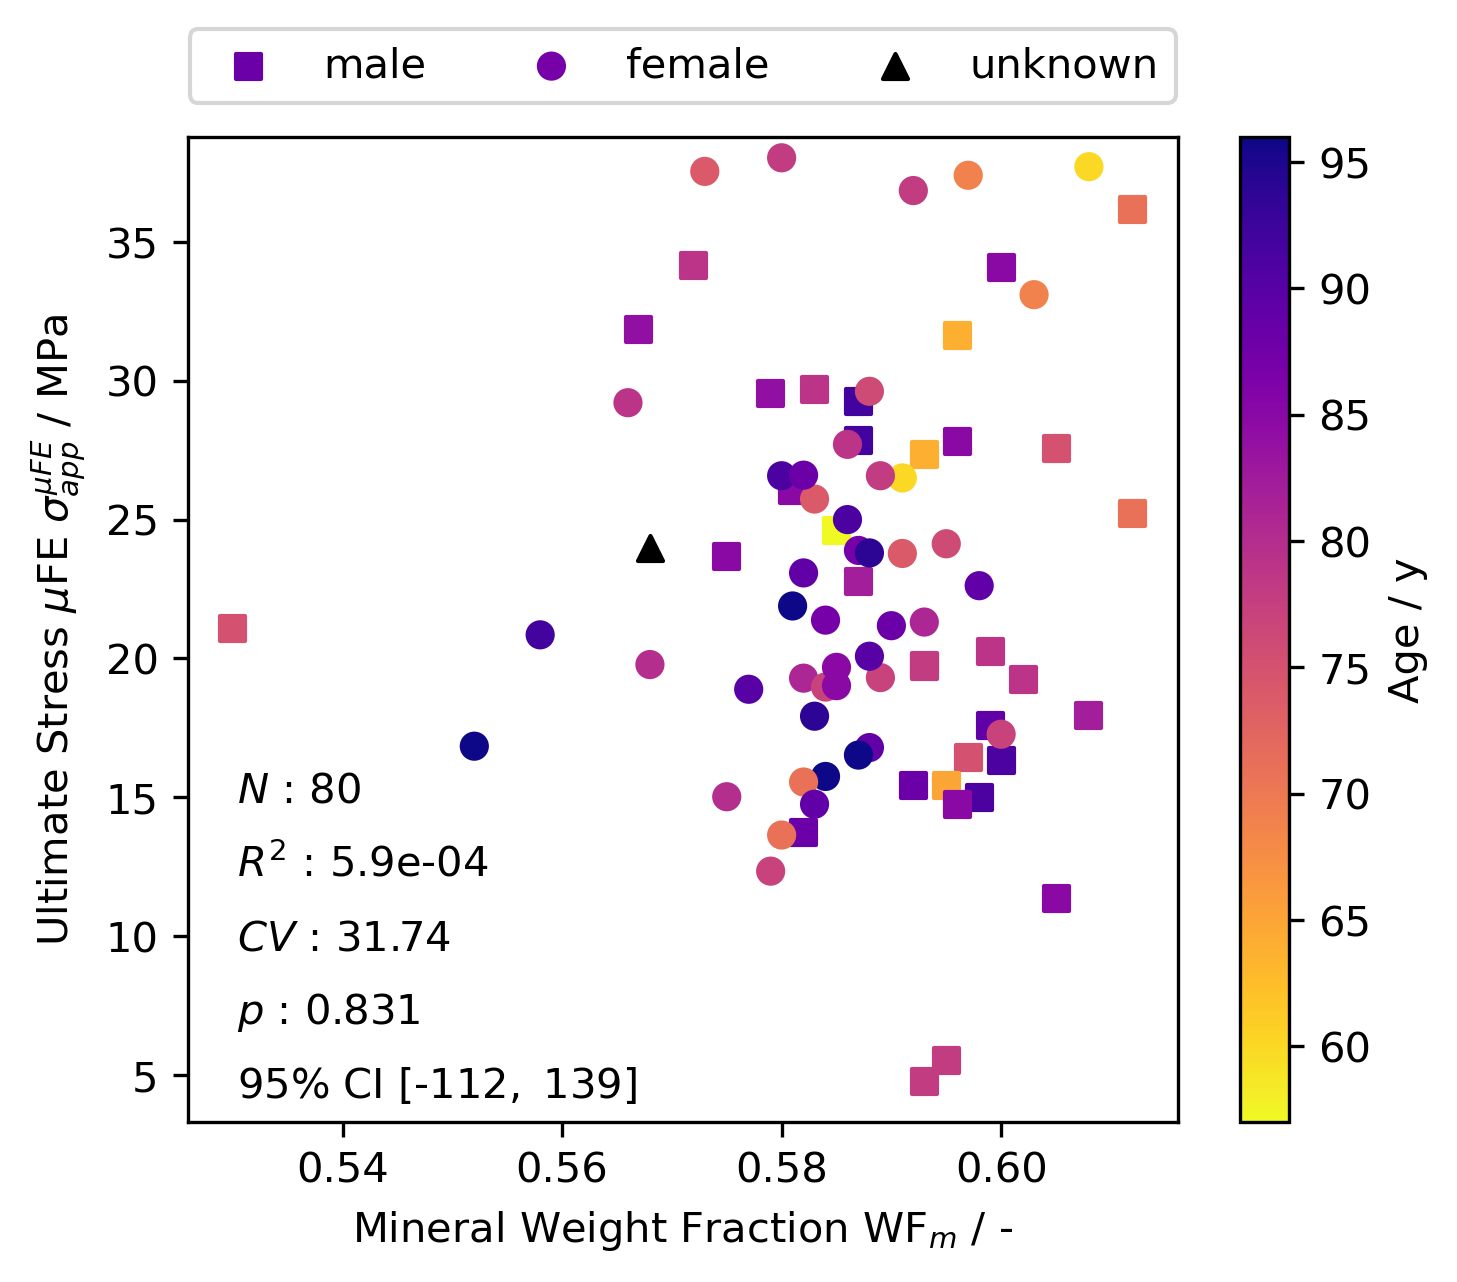 male female unknown
35
30
25
20
15
10
5
Ultimate Stress μFE σ_app^μFE / MPa
N : 80
R² : 5.9e-04
CV : 31.74
p : 0.831
95% CI [-112, 139]
0.54 0.56 0.58 0.60
Mineral Weight Fraction WF_m / -
95
90
85
80
75
70
65
60
Age / y